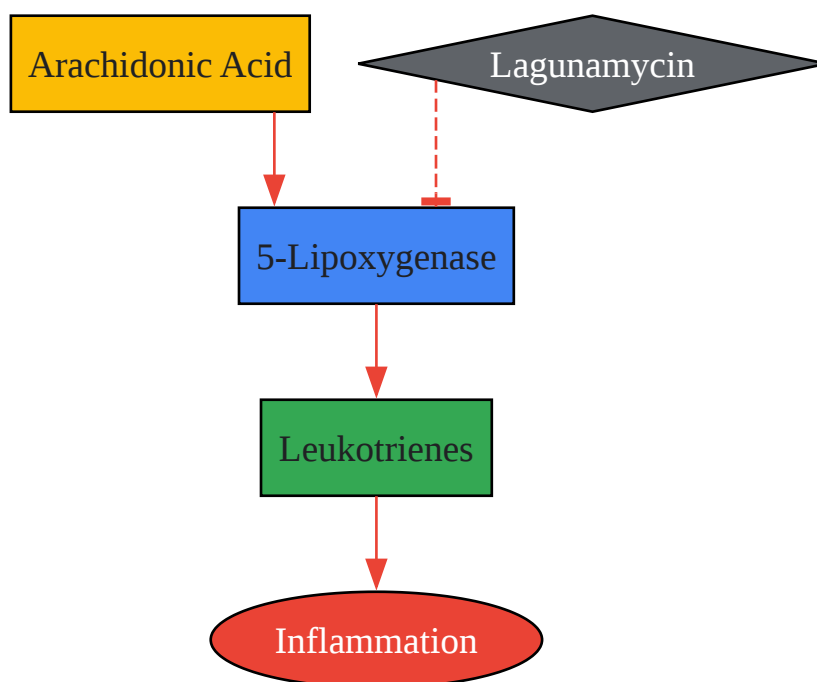 Arachidonic Acid
Lagunamycin
5-Lipoxygenase
Leukotrienes
Inflammation